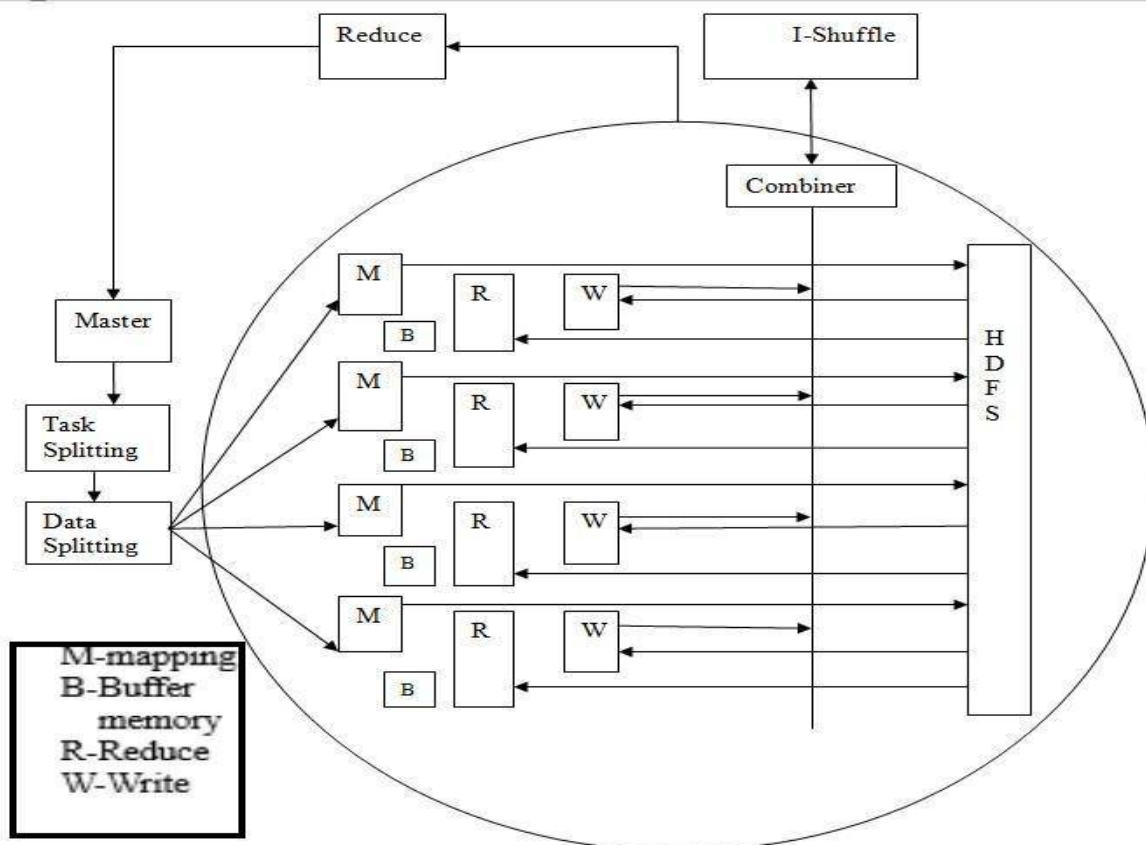 Reduce
I-Shuffle
Combiner
Master
Task
Splitting
Data
Splitting
M
B
R
W
M
B
R
W
M
B
R
W
M
B
R
W
H
D
F
S
M-mapping
B-Buffer
memory
R-Reduce
W-Write